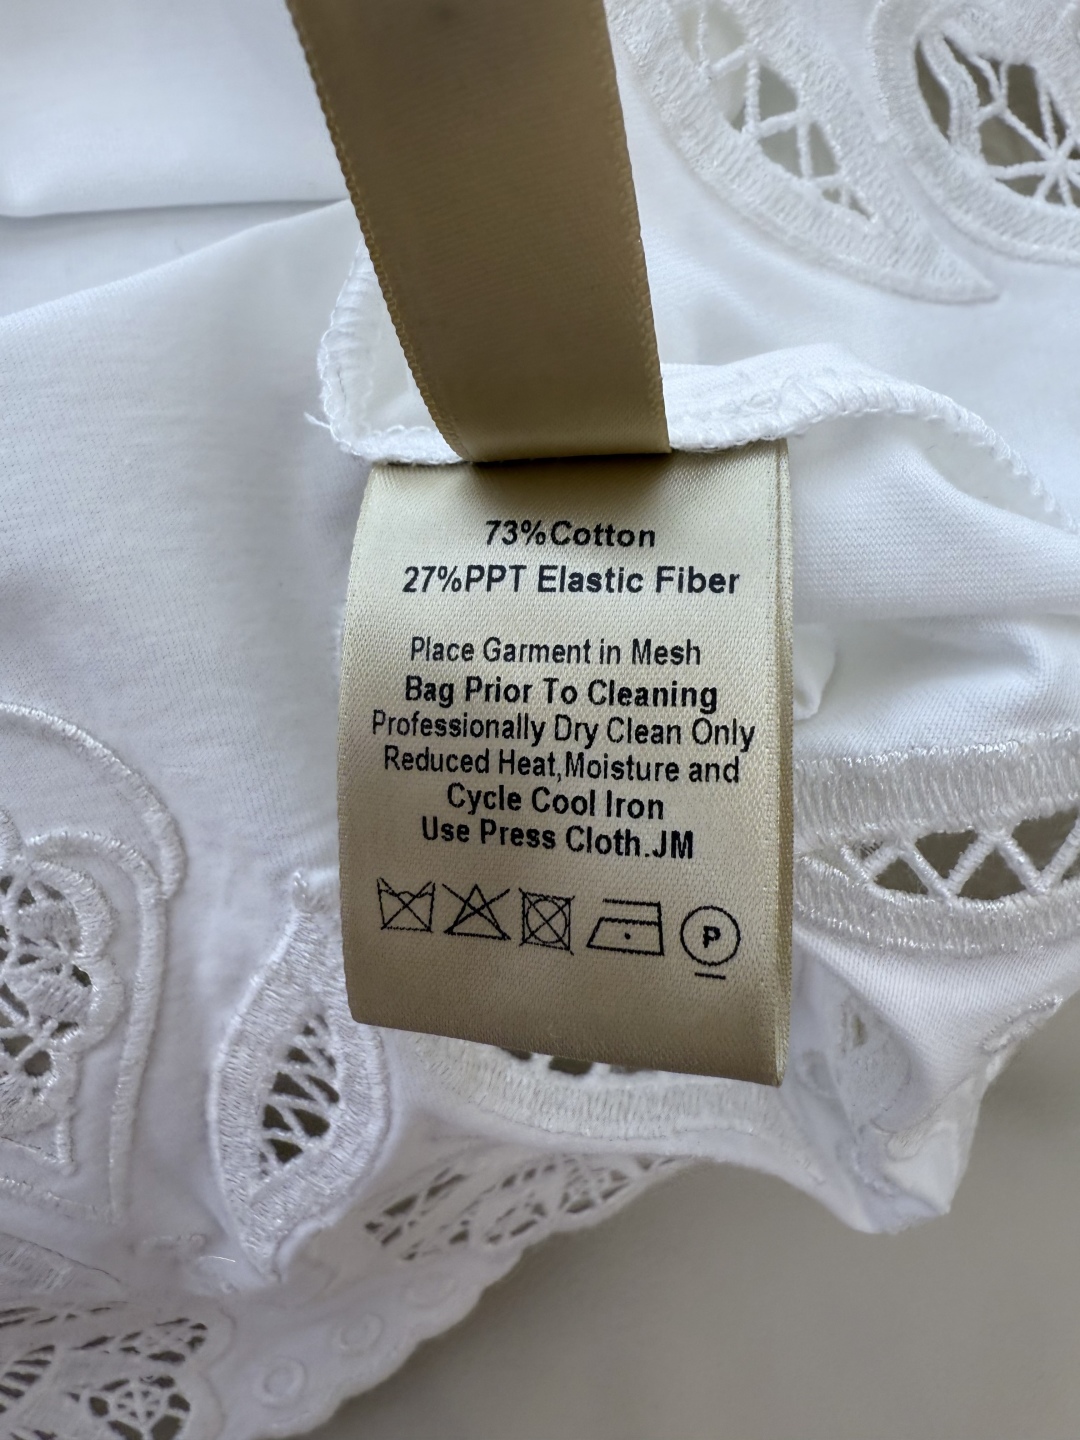 73%Cotton
27%PPT Elastic Fiber
Place Garment in Mesh
Bag Prior To Cleaning
Professionally Dry Clean Only
Reduced Heat,Moisture and
Cycle Cool Iron
Use Press Cloth.JM
P